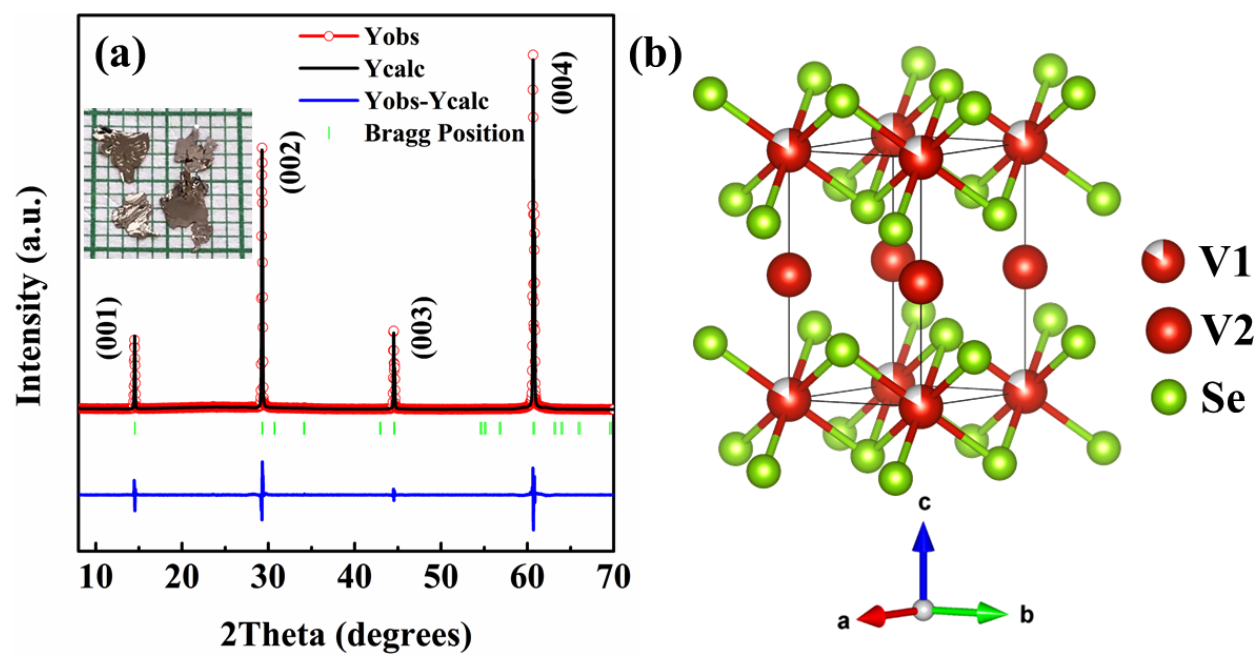 (a)
Yobs
Ycalc
Yobs-Ycalc
Bragg Position
(001)
(002)
(003)
(004)
Intensity (a.u.)
10 20 30 40 50 60 70
2Theta (degrees)
(b)
V1
V2
Se
c
a
b